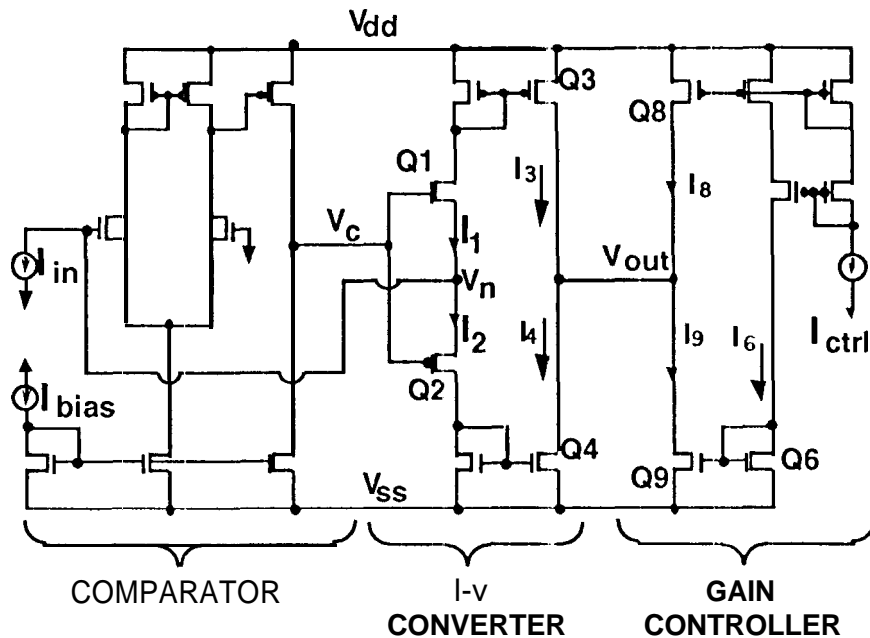 Vdd
Q3
Q8
Q1
I3
I8
Vc
I1
Iin
Vn
Vout
I2
I4
I9
I6
Ictrl
Ibias
Q2
Q4
Q9
Q6
Vss
COMPARATOR
I-v
CONVERTER
GAIN
CONTROLLER